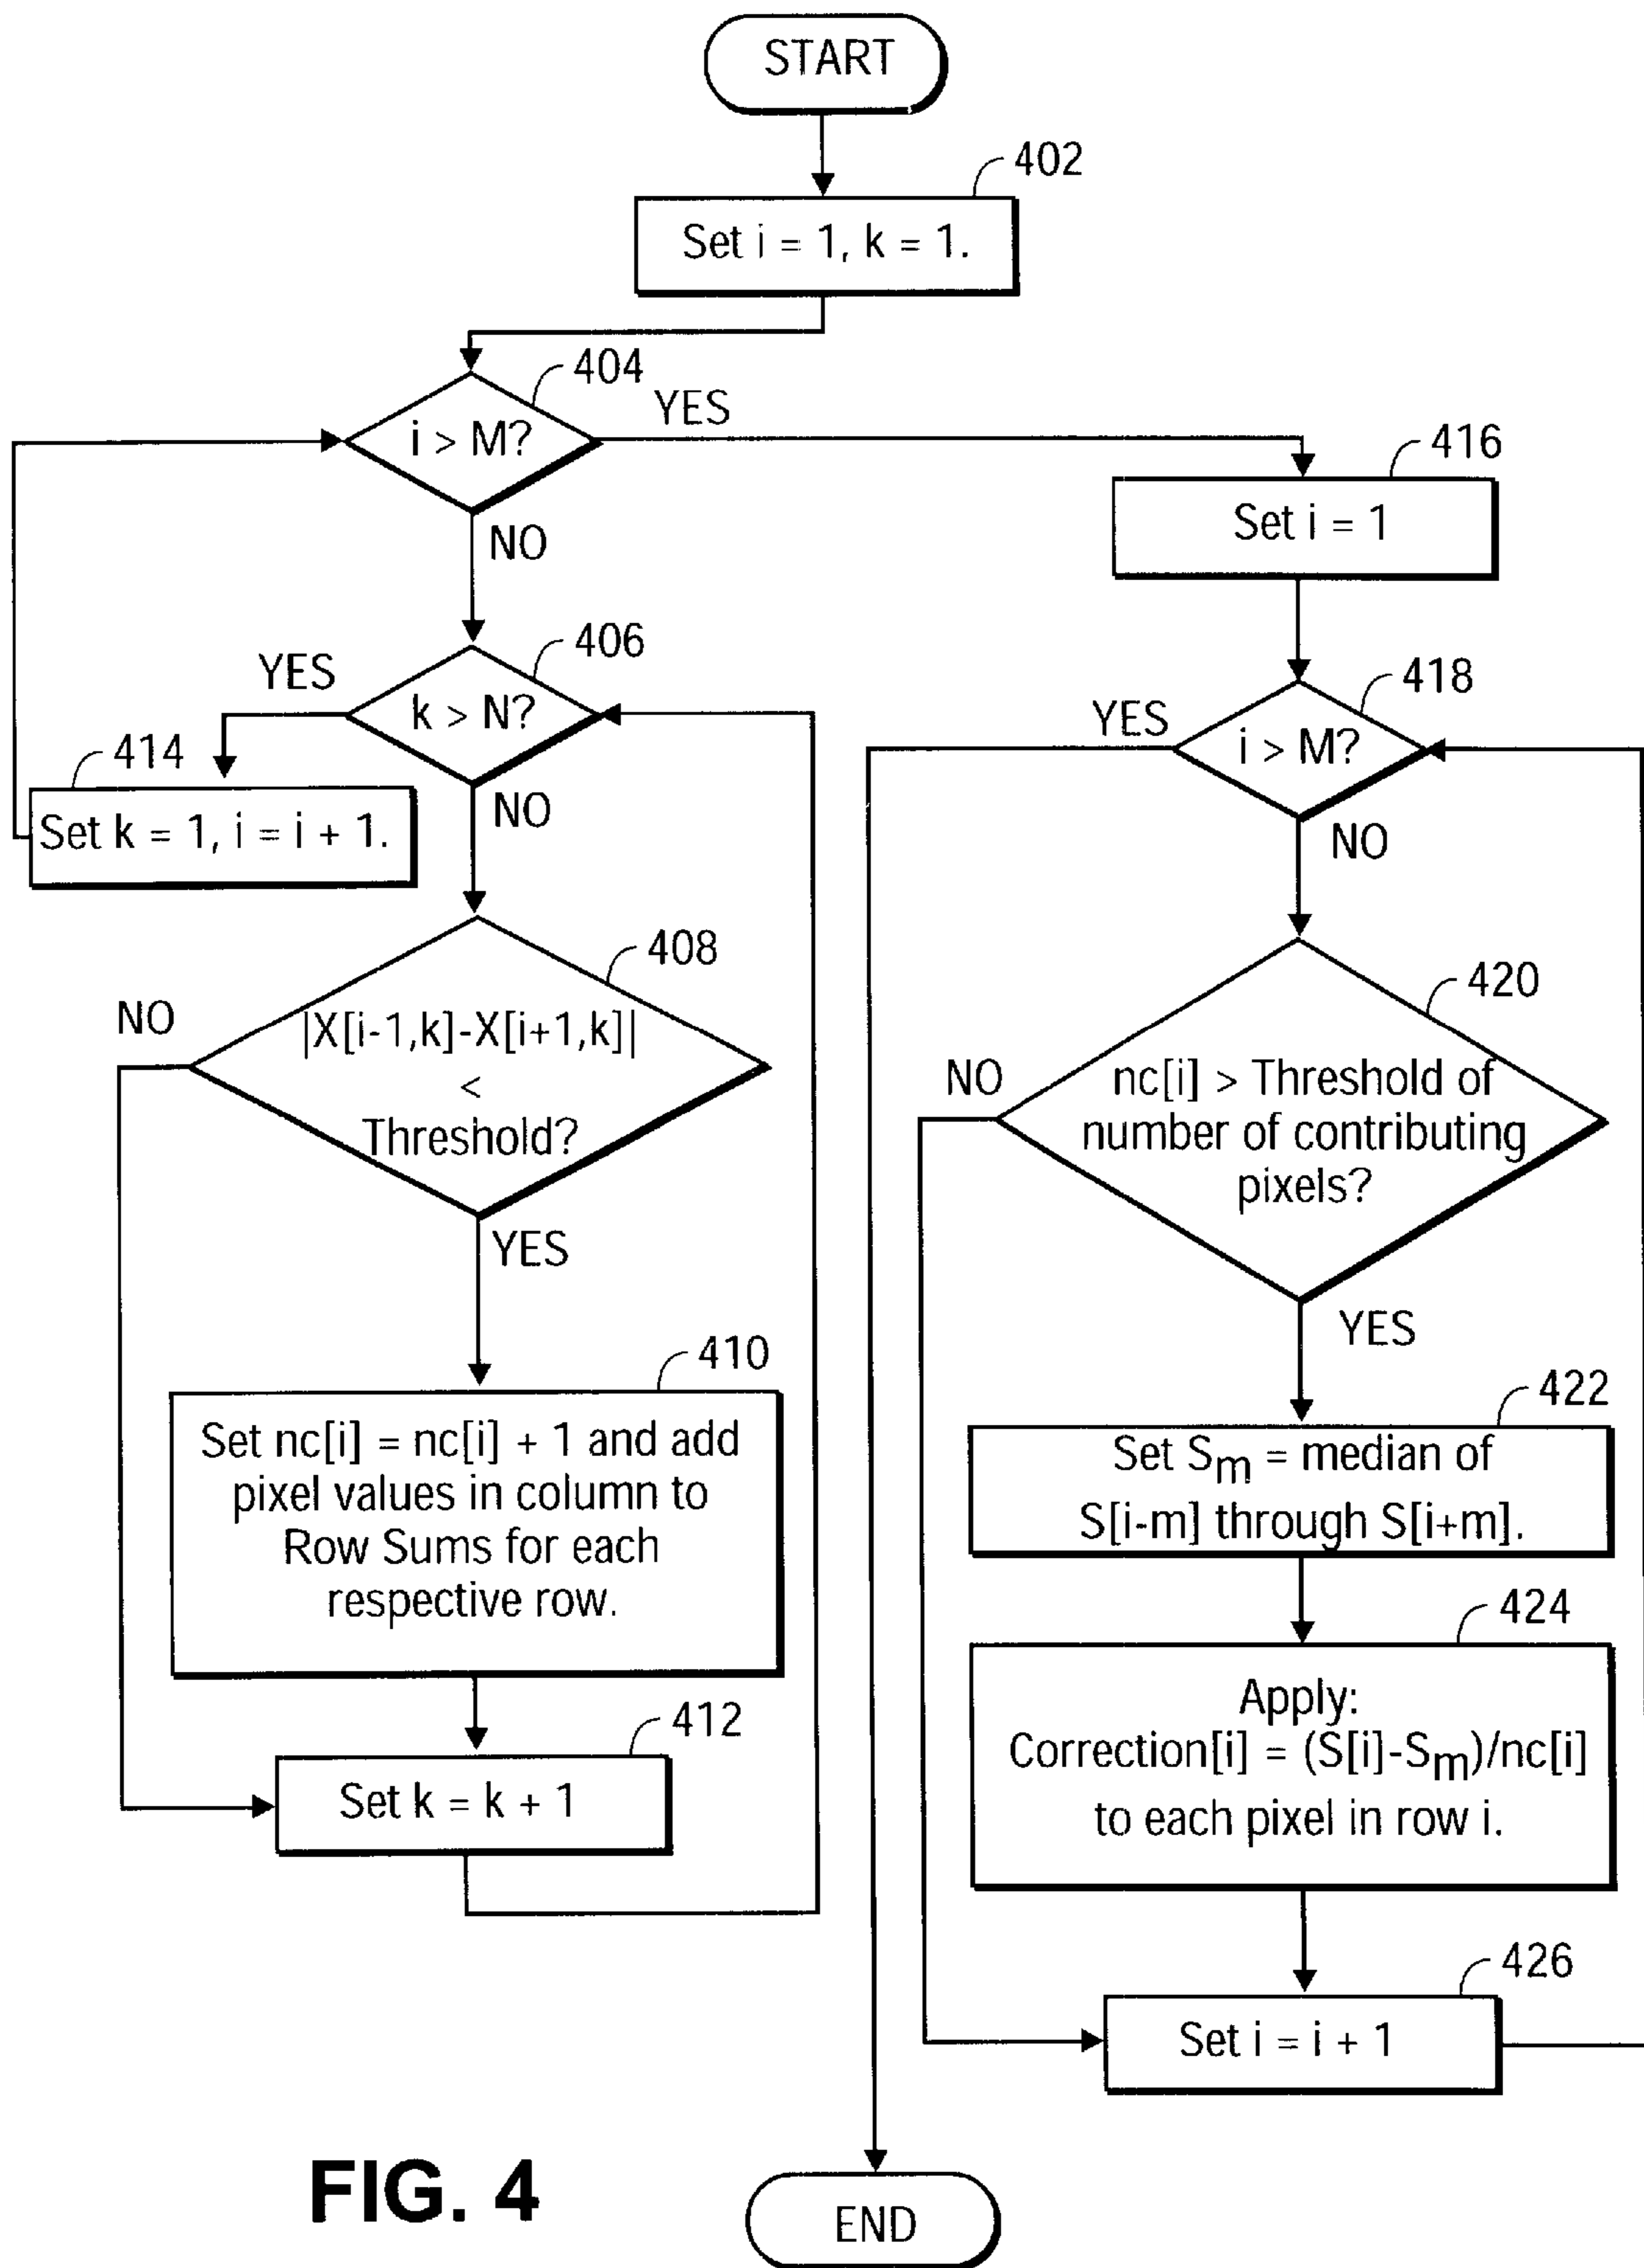 START
402
Set i = 1, k = 1.
404
i > M?
YES
NO
406
k > N?
YES
NO
414
Set k = 1, i = i + 1.
408
|X[i-1,k]-X[i+1,k]|
<
Threshold?
NO
YES
410
Set nc[i] = nc[i] + 1 and add
pixel values in column to
Row Sums for each
respective row.
412
Set k = k + 1
416
Set i = 1
418
i > M?
YES
NO
420
nc[i] > Threshold of
number of contributing
pixels?
NO
YES
422
Set Sm = median of
S[i-m] through S[i+m].
424
Apply:
Correction[i] = (S[i]-Sm)/nc[i]
to each pixel in row i.
426
Set i = i + 1
END
FIG. 4